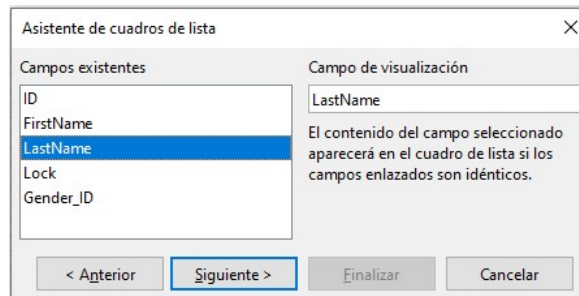 Asistente de cuadros de lista
Campos existentes
ID
FirstName
LastName
Lock
Gender_ID
Campo de visualización
LastName
El contenido del campo seleccionado
aparecerá en el cuadro de lista si los
campos enlazados son idénticos.
< Anterior
Siguiente >
Finalizar
Cancelar